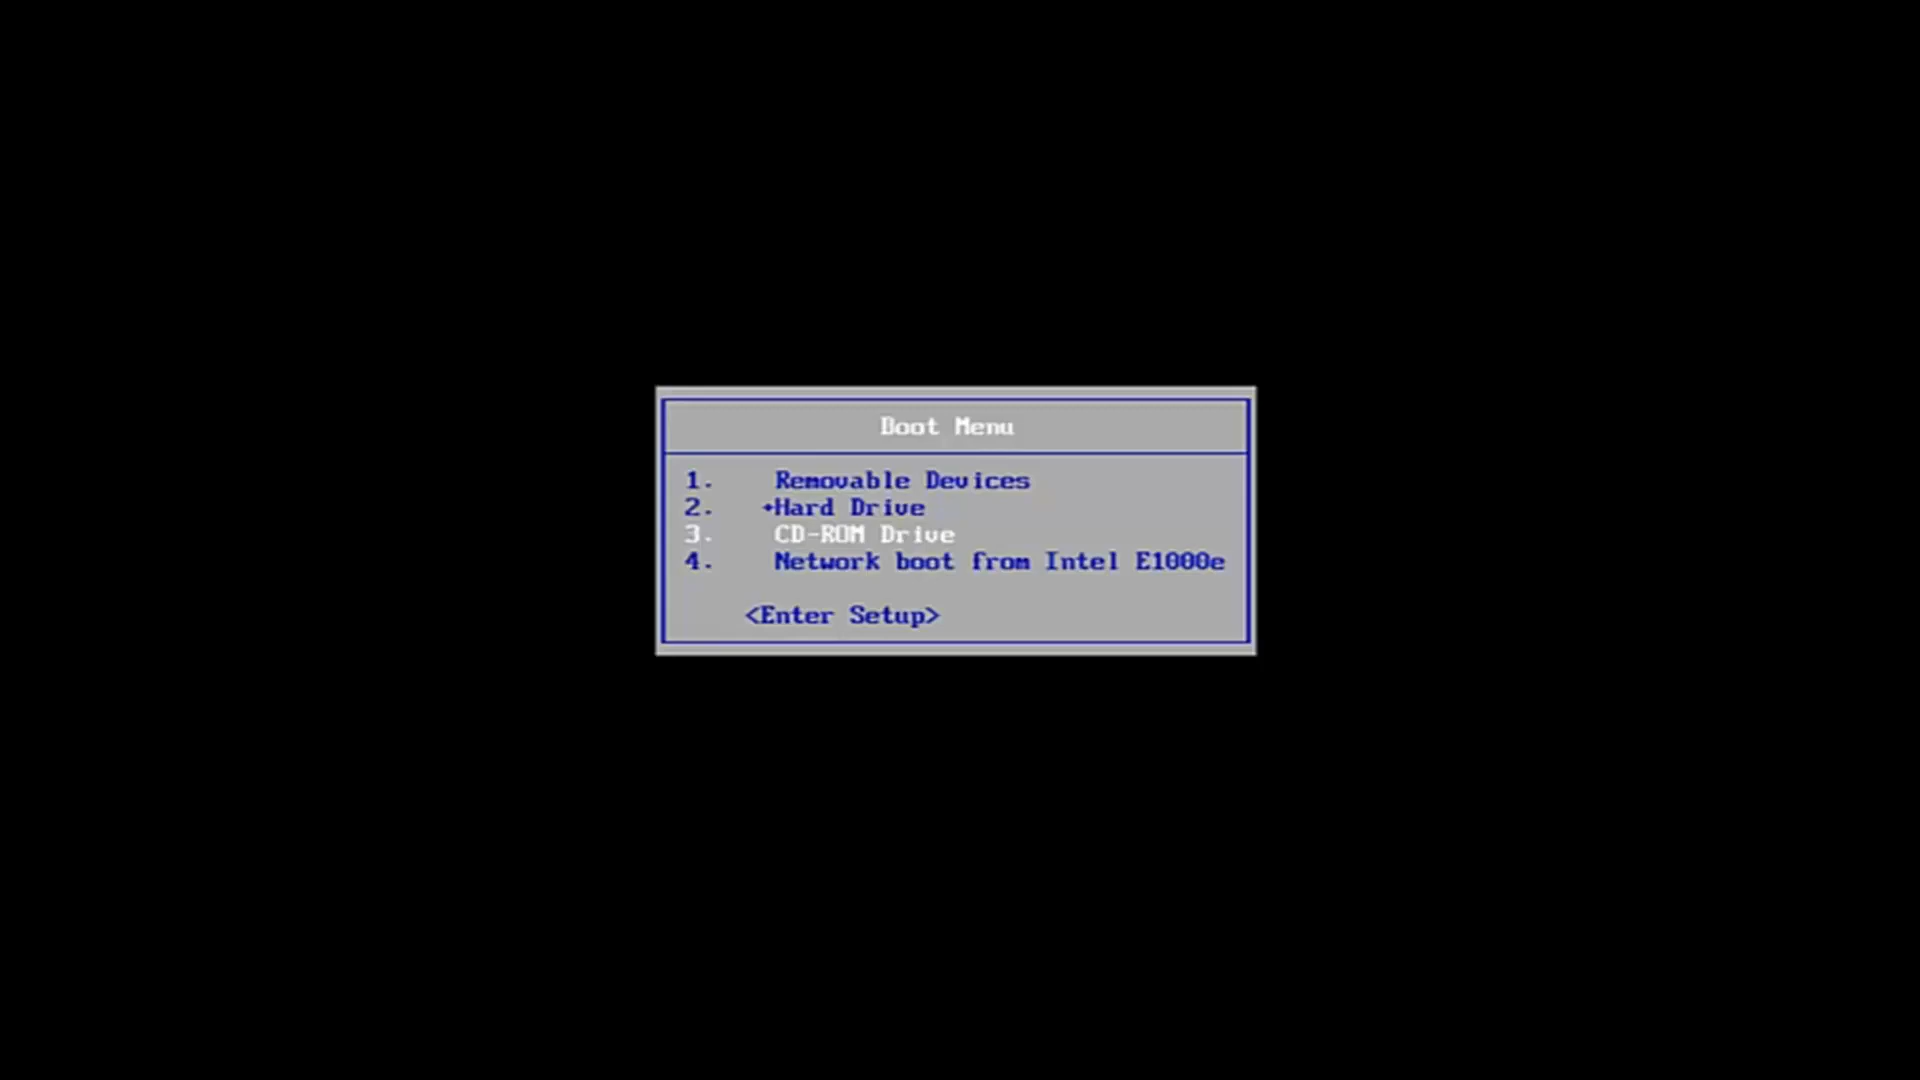 Boot Menu
1. Removable Devices
2. +Hard Drive
3. CD-ROM Drive
4. Network boot from Intel E1000e
<Enter Setup>